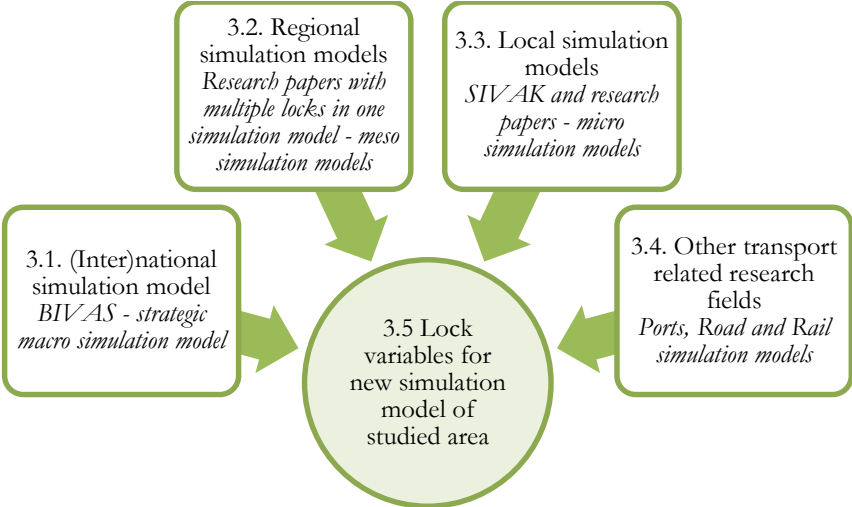 3.2. Regional
simulation models
Research papers with
multiple locks in one
simulation model - meso
simulation models
3.3. Local simulation
models
SIVAK and research
papers - micro
simulation models
3.1. (Inter)national
simulation model
BIVAS - strategic
macro simulation model
3.4. Other transport
related research
fields
Ports, Road and Rail
simulation models
3.5 Lock
variables for
new simulation
model of
studied area